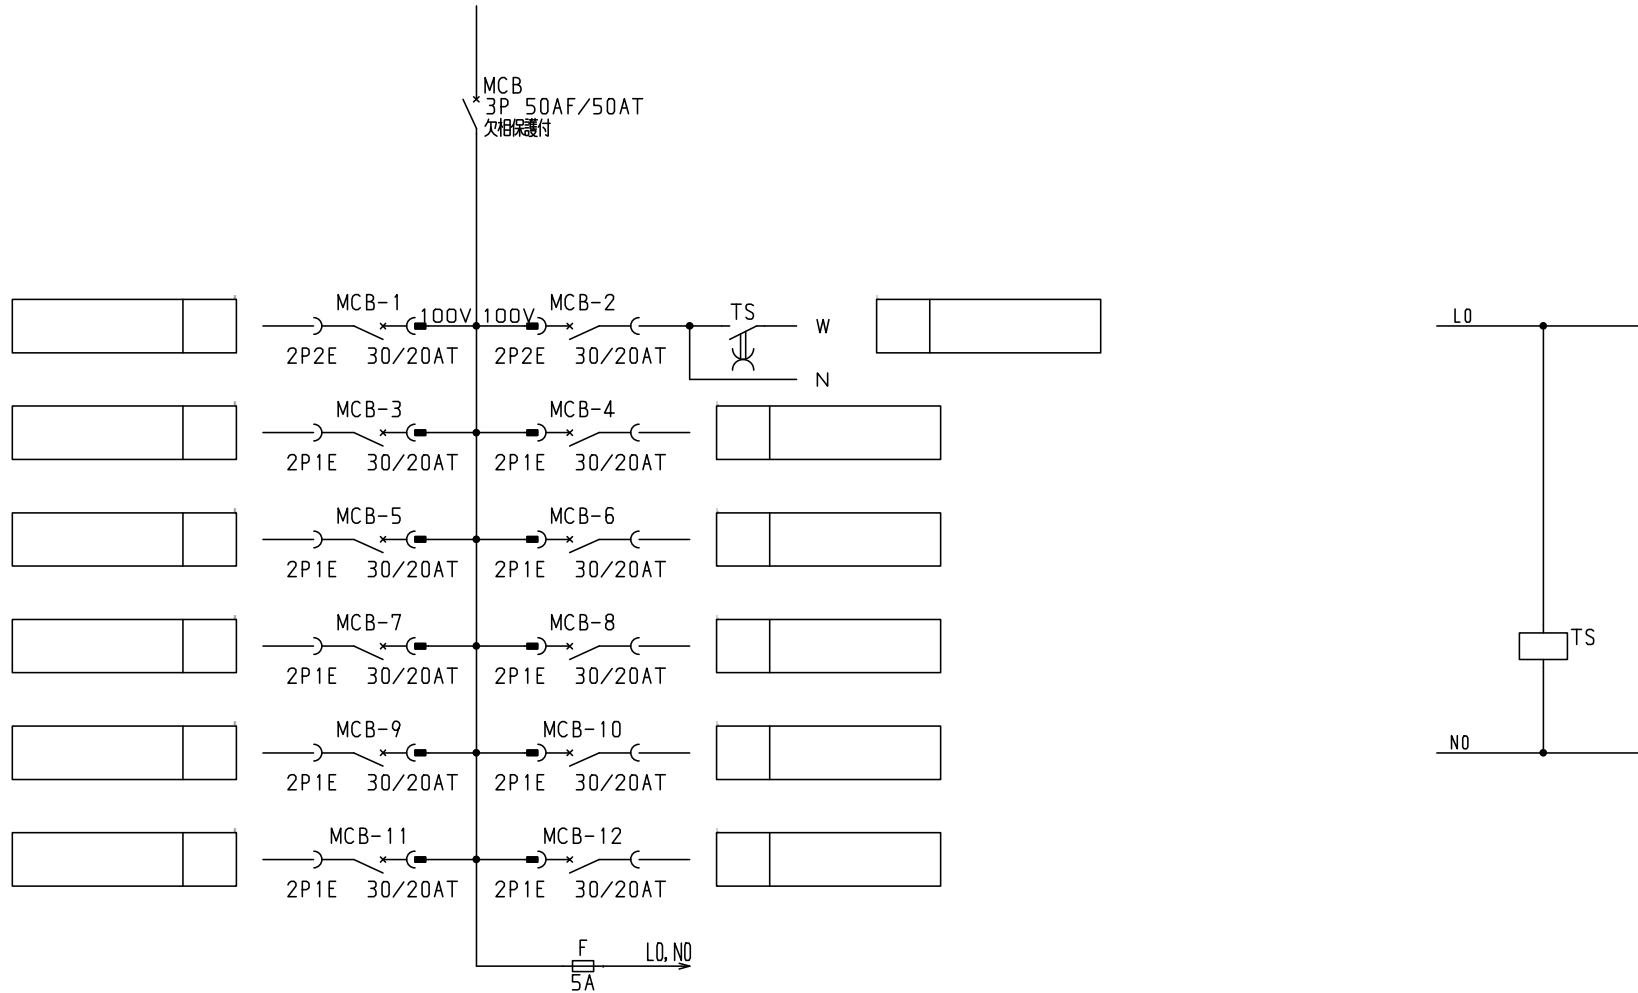 MCB
3P 50AF/50AT
欠相保護付
MCB-1
100V
100V
MCB-2
TS
W
L0
2P2E 30/20AT
2P2E 30/20AT
N
MCB-3
MCB-4
2P1E 30/20AT
2P1E 30/20AT
MCB-5
MCB-6
2P1E 30/20AT
2P1E 30/20AT
MCB-7
MCB-8
TS
2P1E 30/20AT
2P1E 30/20AT
MCB-9
MCB-10
N0
2P1E 30/20AT
2P1E 30/20AT
MCB-11
MCB-12
2P1E 30/20AT
2P1E 30/20AT
F
L0,N0
5A